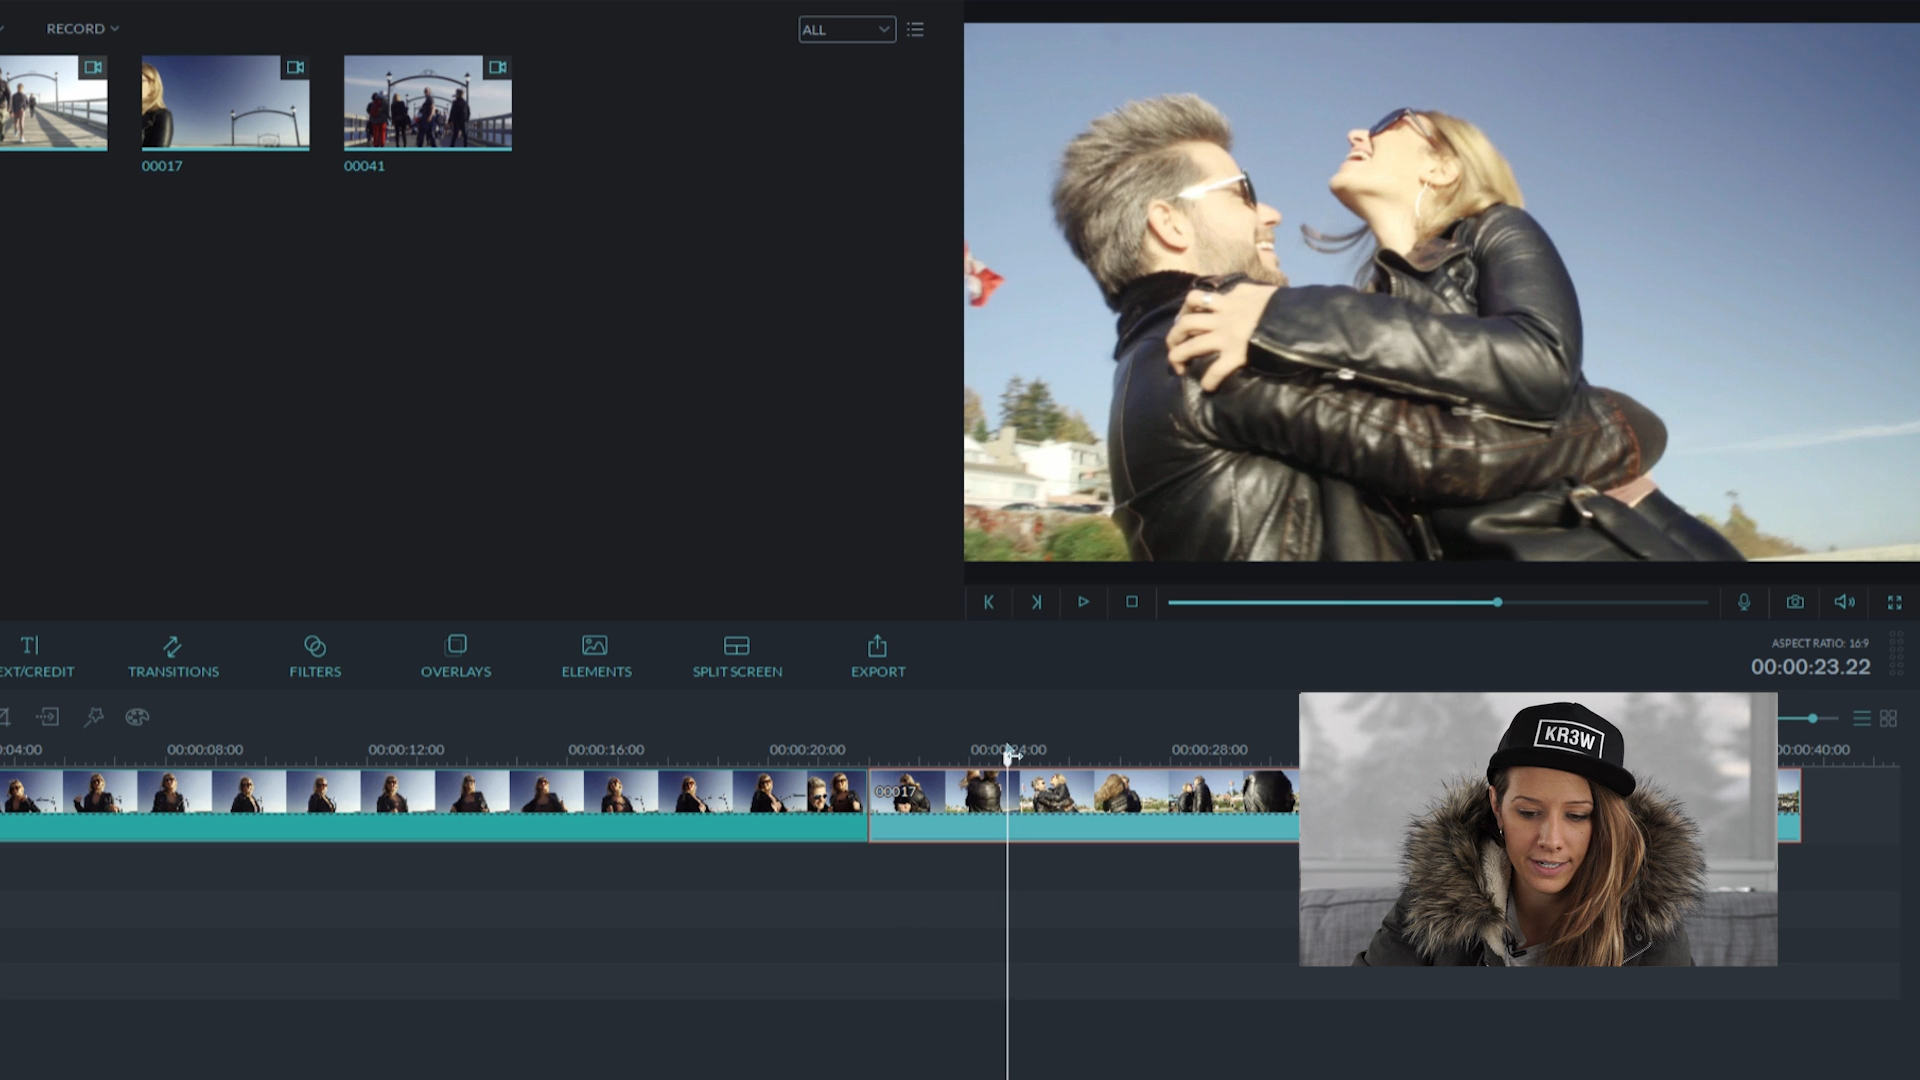 RECORD
ALL
00017
00041
EXT/CREDIT
TRANSITIONS
FILTERS
OVERLAYS
ELEMENTS
SPLIT SCREEN
EXPORT
ASPECT RATIO: 16:9
00:00:23.22
0:04:00
00:00:08:00
00:00:12:00
00:00:16:00
00:00:20:00
00:00:24:00
00:00:28:00
00:00:40:00
00017
KR3W